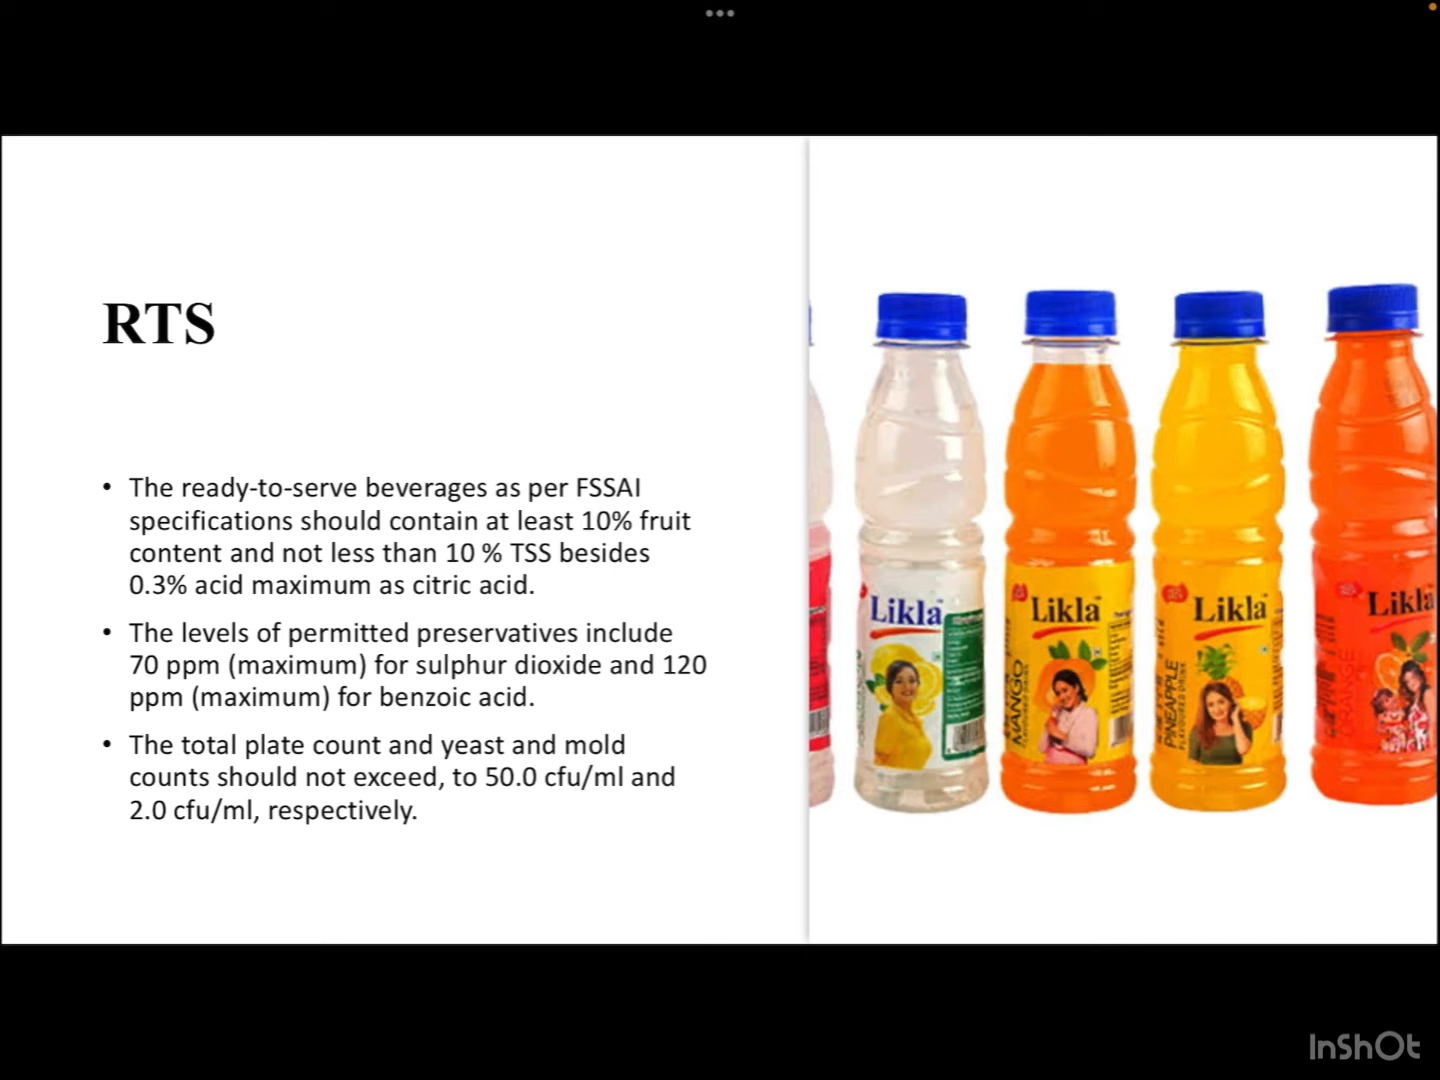 RTS
• The ready-to-serve beverages as per FSSAI
specifications should contain at least 10% fruit
content and not less than 10 % TSS besides
0.3% acid maximum as citric acid.
• The levels of permitted preservatives include
70 ppm (maximum) for sulphur dioxide and 120
ppm (maximum) for benzoic acid.
• The total plate count and yeast and mold
counts should not exceed, to 50.0 cfu/ml and
2.0 cfu/ml, respectively.
Likla
Likla
MANGO
Likla
PINEAPPLE
FLAVOURED DRINK
Likla
ORANGE
InShOt